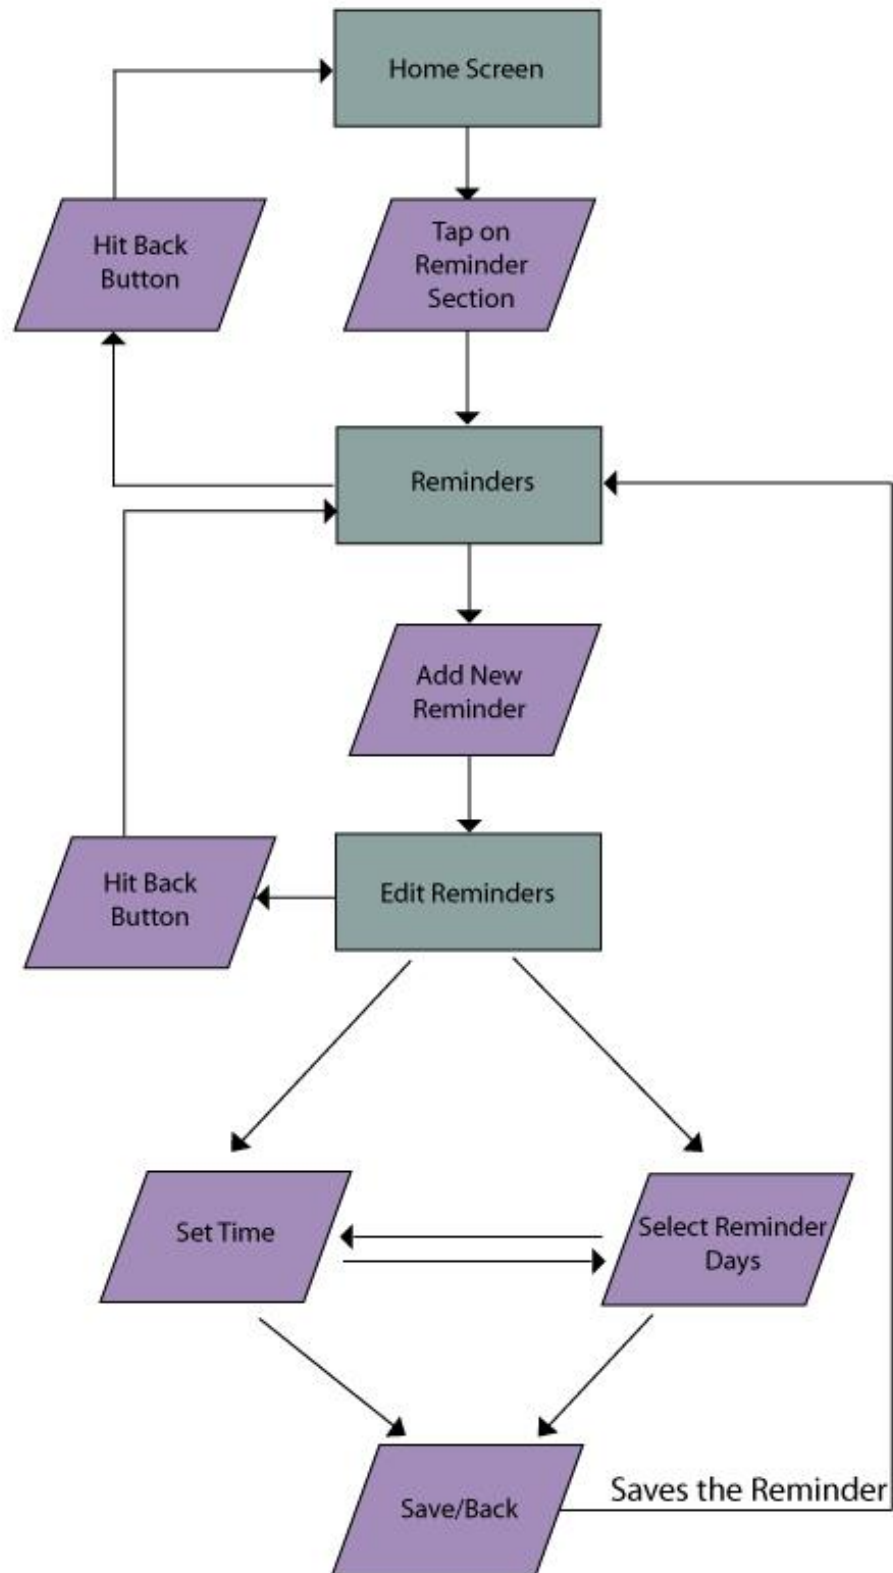 Home Screen
Hit Back
Button
Tap on
Reminder
Section
Reminders
Add New
Reminder
Hit Back
Button
Edit Reminders
Set Time
Select Reminder
Days
Save/Back
Saves the Reminder